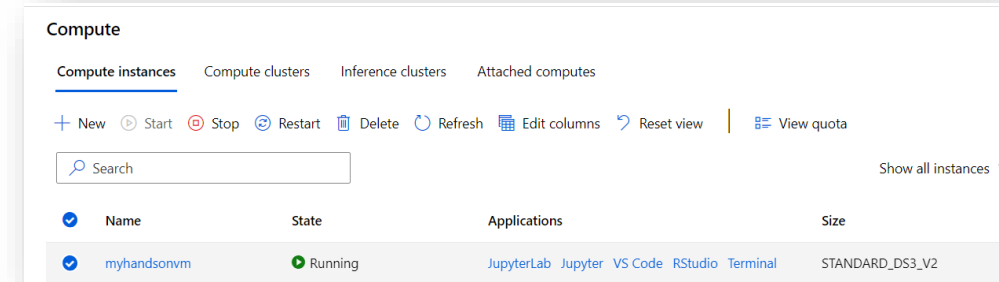 Compute
Compute instances Compute clusters Inference clusters Attached computes
New Start Stop Restart Delete Refresh Edit columns Reset view View quota
Search Show all instances
Name State Applications Size
myhandsonvm Running JupyterLab Jupyter VS Code RStudio Terminal STANDARD_DS3_V2